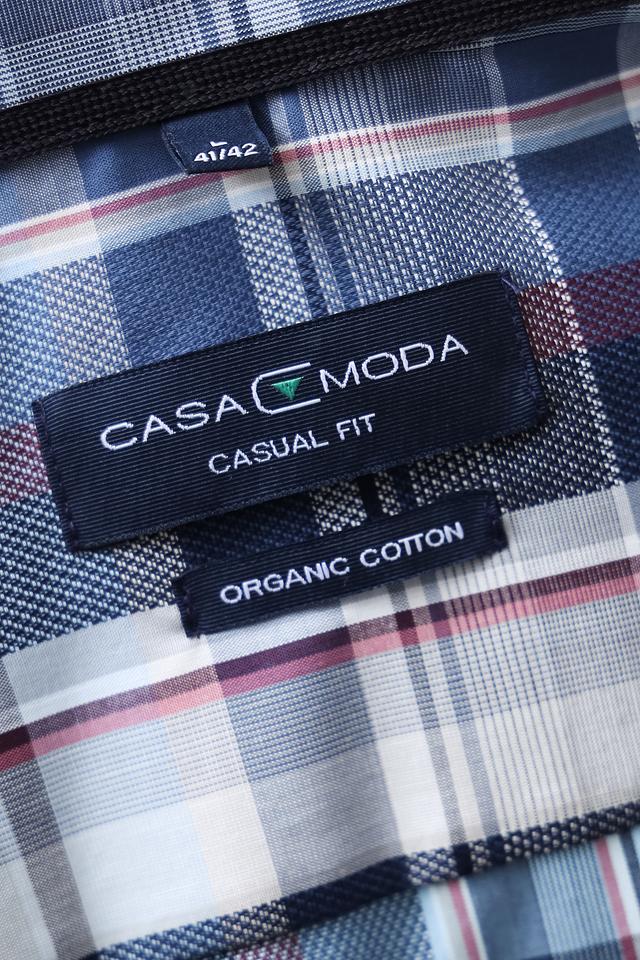 41/42
CASA MODA
CASUAL FIT
ORGANIC COTTON